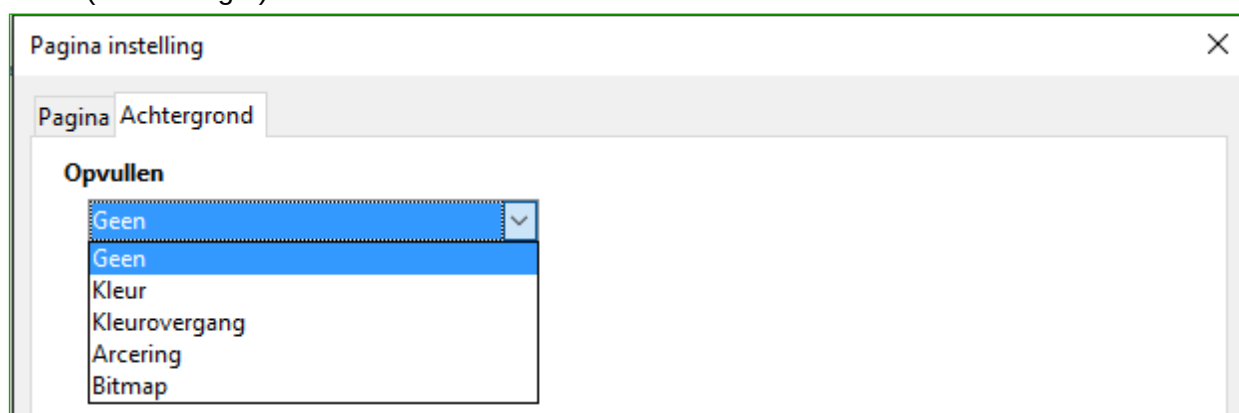 Pagina instelling
Pagina Achtergrond
Opvullen
Geen
Geen
Kleur
Kleurovergang
Arcering
Bitmap